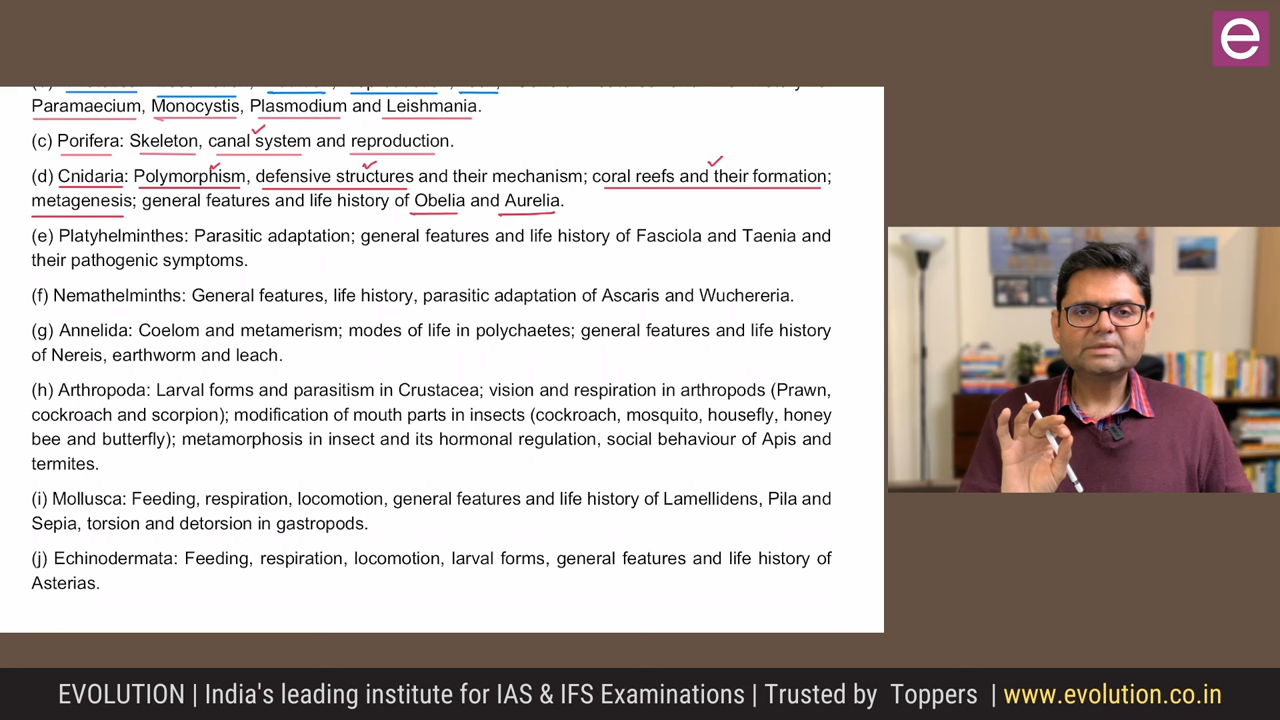 e
Paramaecium, Monocystis, Plasmodium and Leishmania.
(c) Porifera: Skeleton, canal system and reproduction.
(d) Cnidaria: Polymorphism, defensive structures and their mechanism; coral reefs and their formation;
metagenesis; general features and life history of Obelia and Aurelia.
(e) Platyhelminthes: Parasitic adaptation; general features and life history of Fasciola and Taenia and
their pathogenic symptoms.
(f) Nemathelminths: General features, life history, parasitic adaptation of Ascaris and Wuchereria.
(g) Annelida: Coelom and metamerism; modes of life in polychaetes; general features and life history
of Nereis, earthworm and leach.
(h) Arthropoda: Larval forms and parasitism in Crustacea; vision and respiration in arthropods (Prawn,
cockroach and scorpion); modification of mouth parts in insects (cockroach, mosquito, housefly, honey
bee and butterfly); metamorphosis in insect and its hormonal regulation, social behaviour of Apis and
termites.
(i) Mollusca: Feeding, respiration, locomotion, general features and life history of Lamellidens, Pila and
Sepia, torsion and detorsion in gastropods.
(j) Echinodermata: Feeding, respiration, locomotion, larval forms, general features and life history of
Asterias.
EVOLUTION | India's leading institute for IAS & IFS Examinations | Trusted by Toppers | www.evolution.co.in